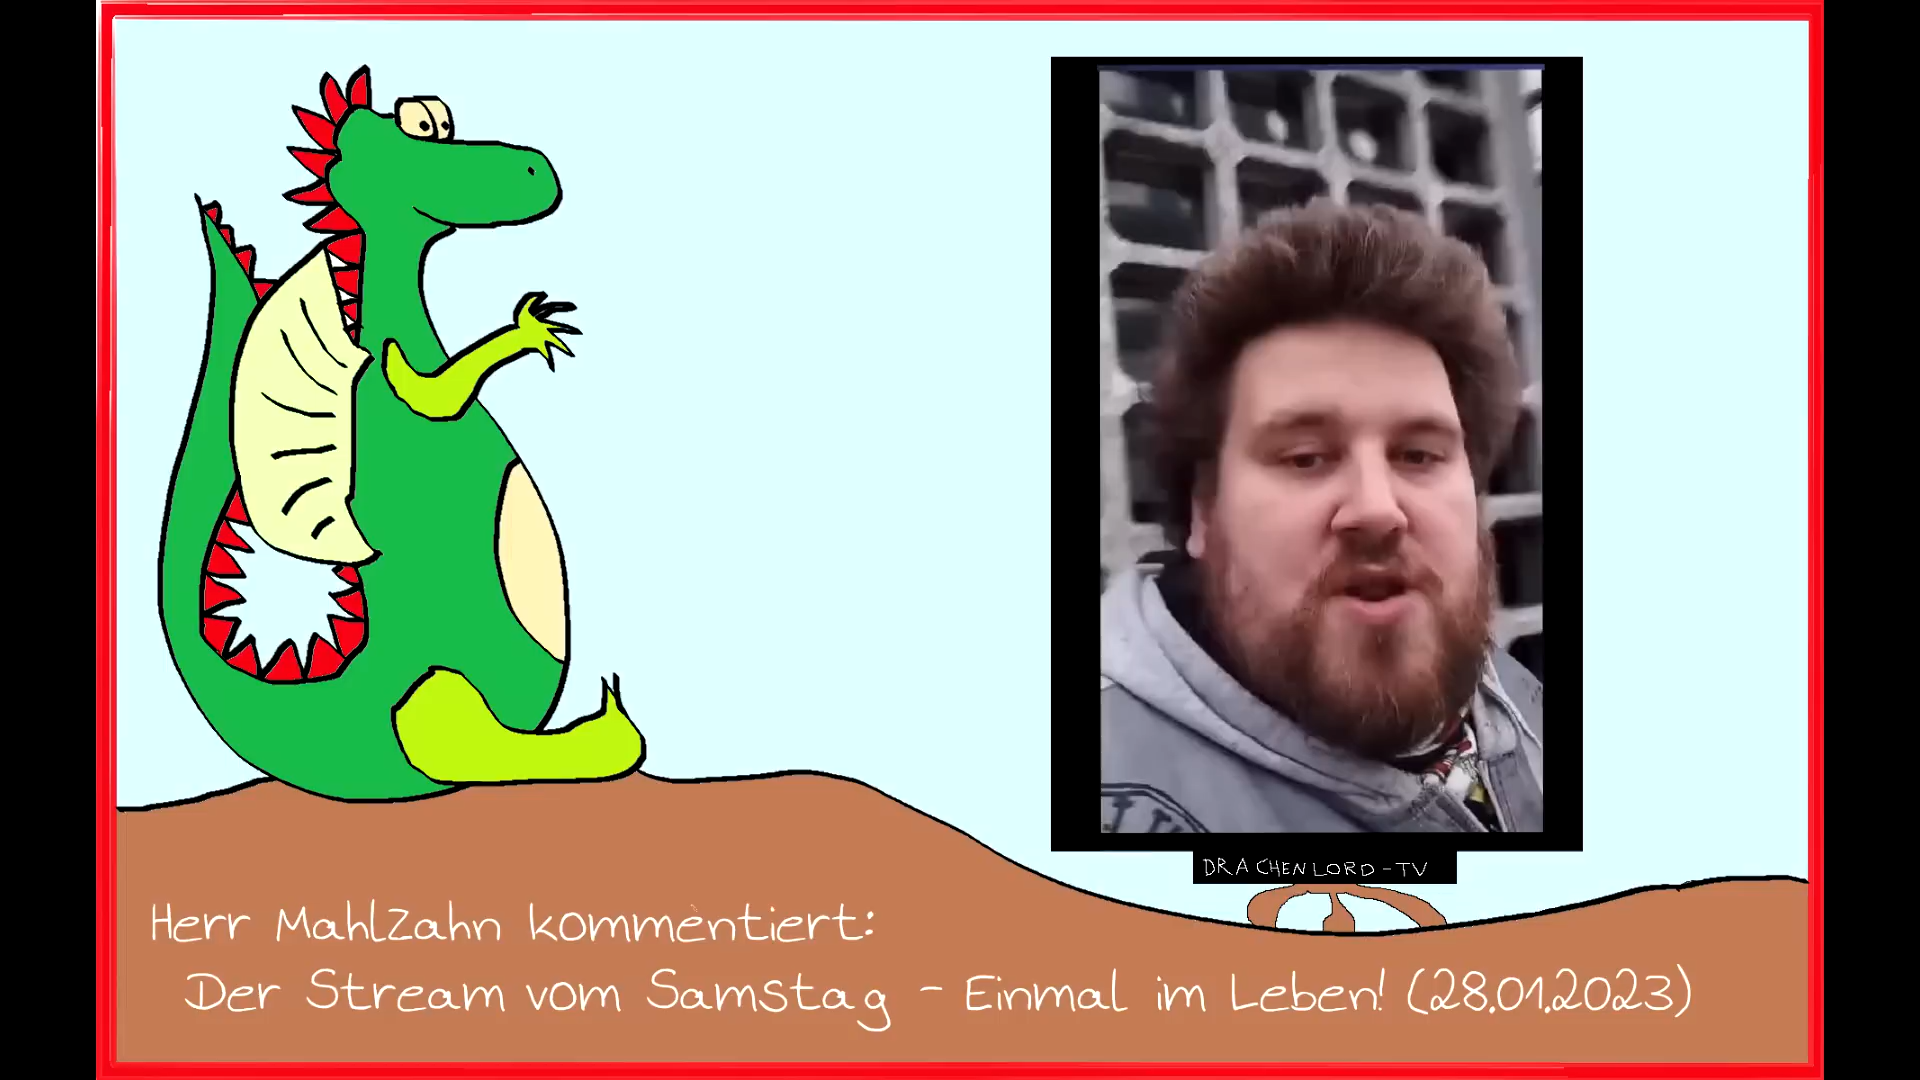 DRACHENLORD-TV
Herr Mahlzahn kommentiert:
Der Stream vom Samstag - Einmal im Leben! (28.01.2023)